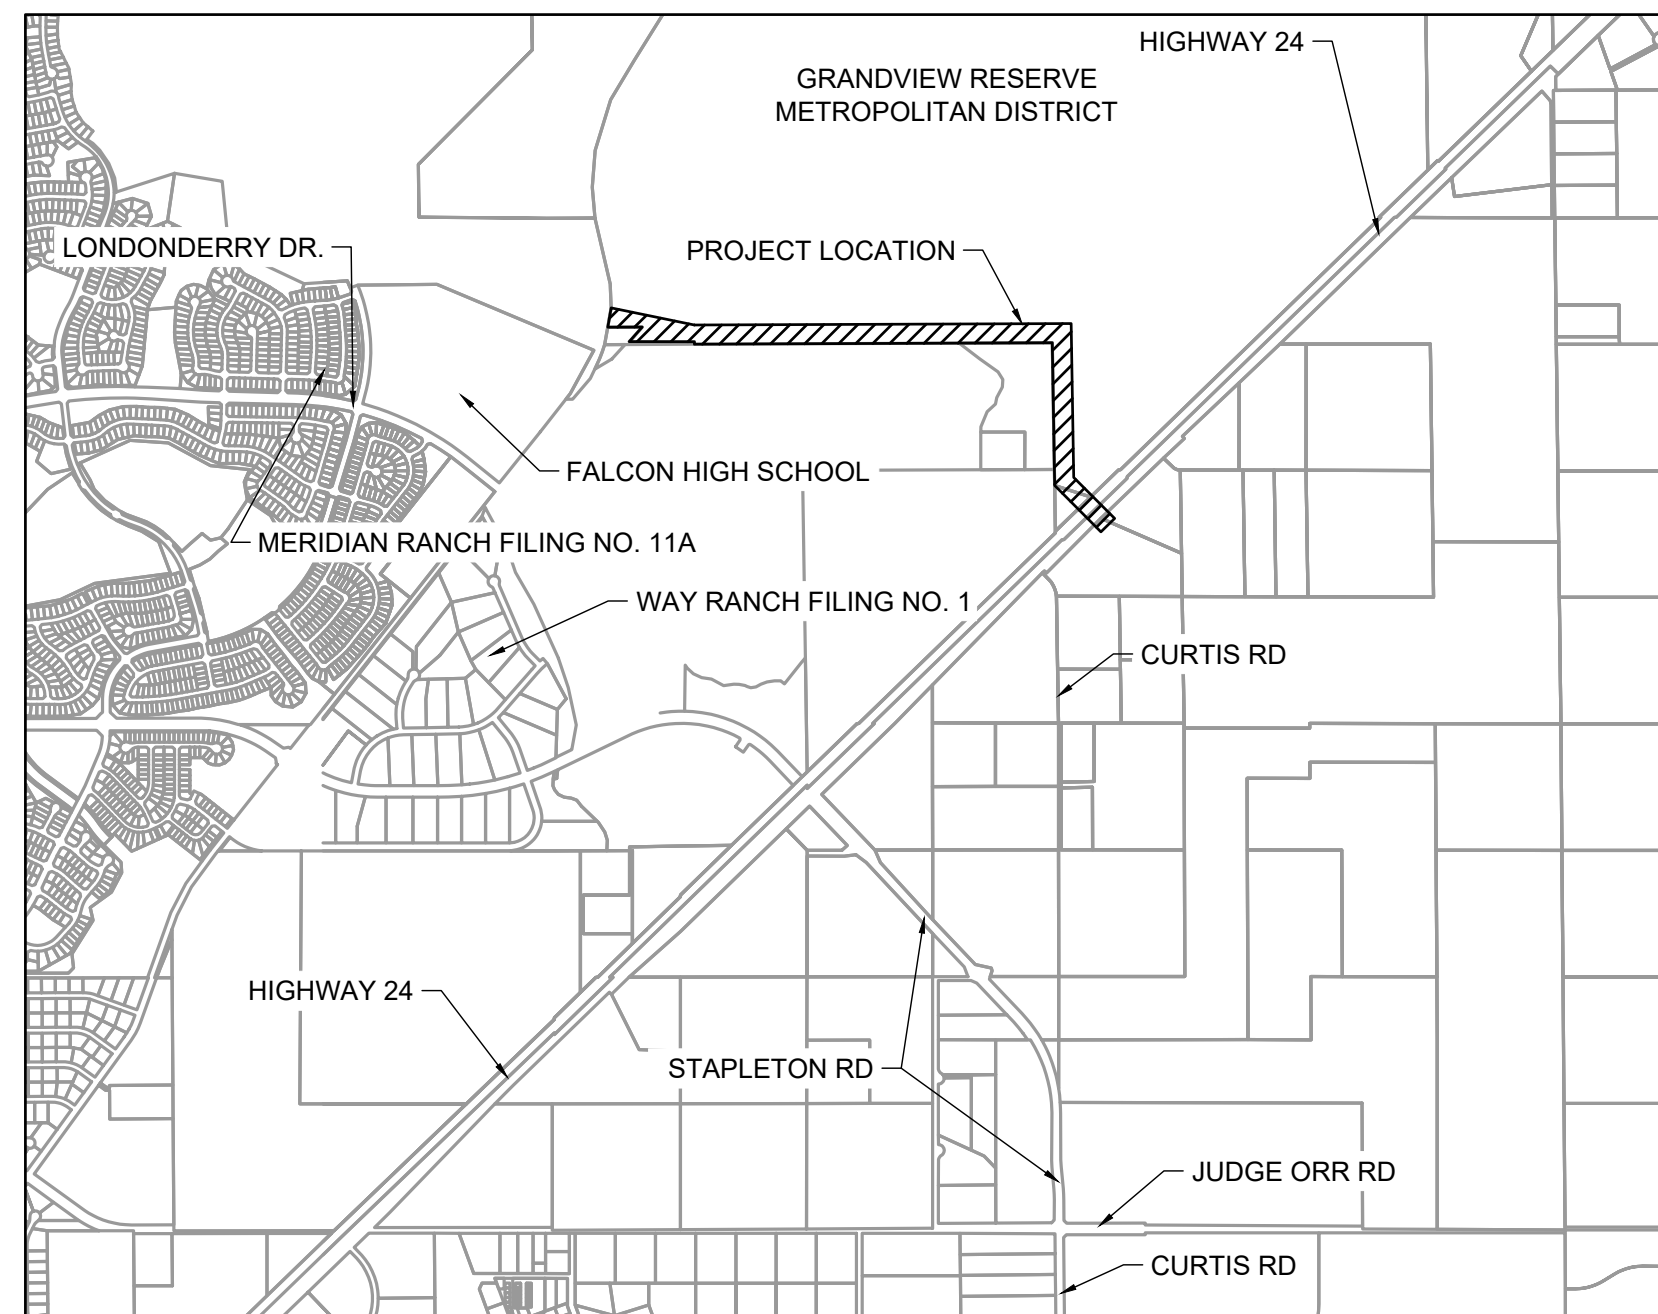 HIGHWAY 24
GRANDVIEW RESERVE
METROPOLITAN DISTRICT
LONDONDERRY DR.
PROJECT LOCATION
FALCON HIGH SCHOOL
MERIDIAN RANCH FILING NO. 11A
WAY RANCH FILING NO. 1
CURTIS RD
HIGHWAY 24
STAPLETON RD
JUDGE ORR RD
CURTIS RD